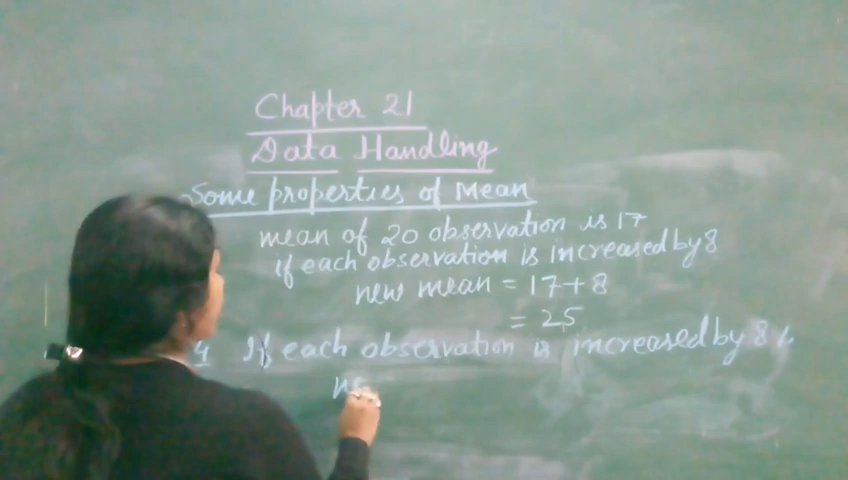 Chapter 21
Data Handling
Some properties of Mean
mean of 20 observation is 17
If each observation is increased by 8
new mean = 17+8
= 25
4 If each observation is increased by 8